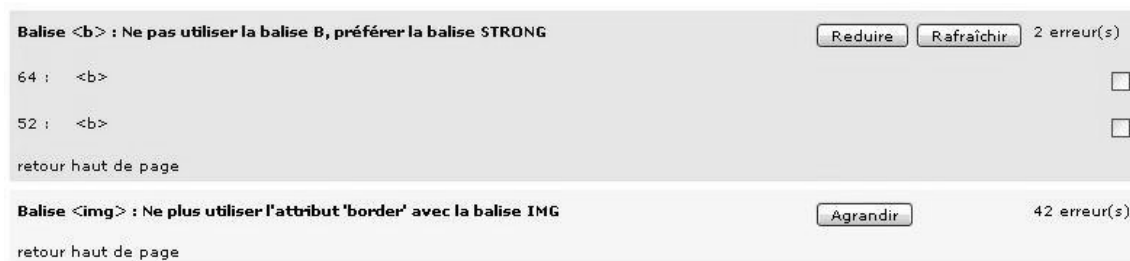 Balise <b> : Ne pas utiliser la balise B, préférer la balise STRONG Reduire Rafraîchir 2 erreur(s)
64 : <b>
52 : <b>
retour haut de page
Balise <img> : Ne plus utiliser l'attribut 'border' avec la balise IMG Agrandir 42 erreur(s)
retour haut de page